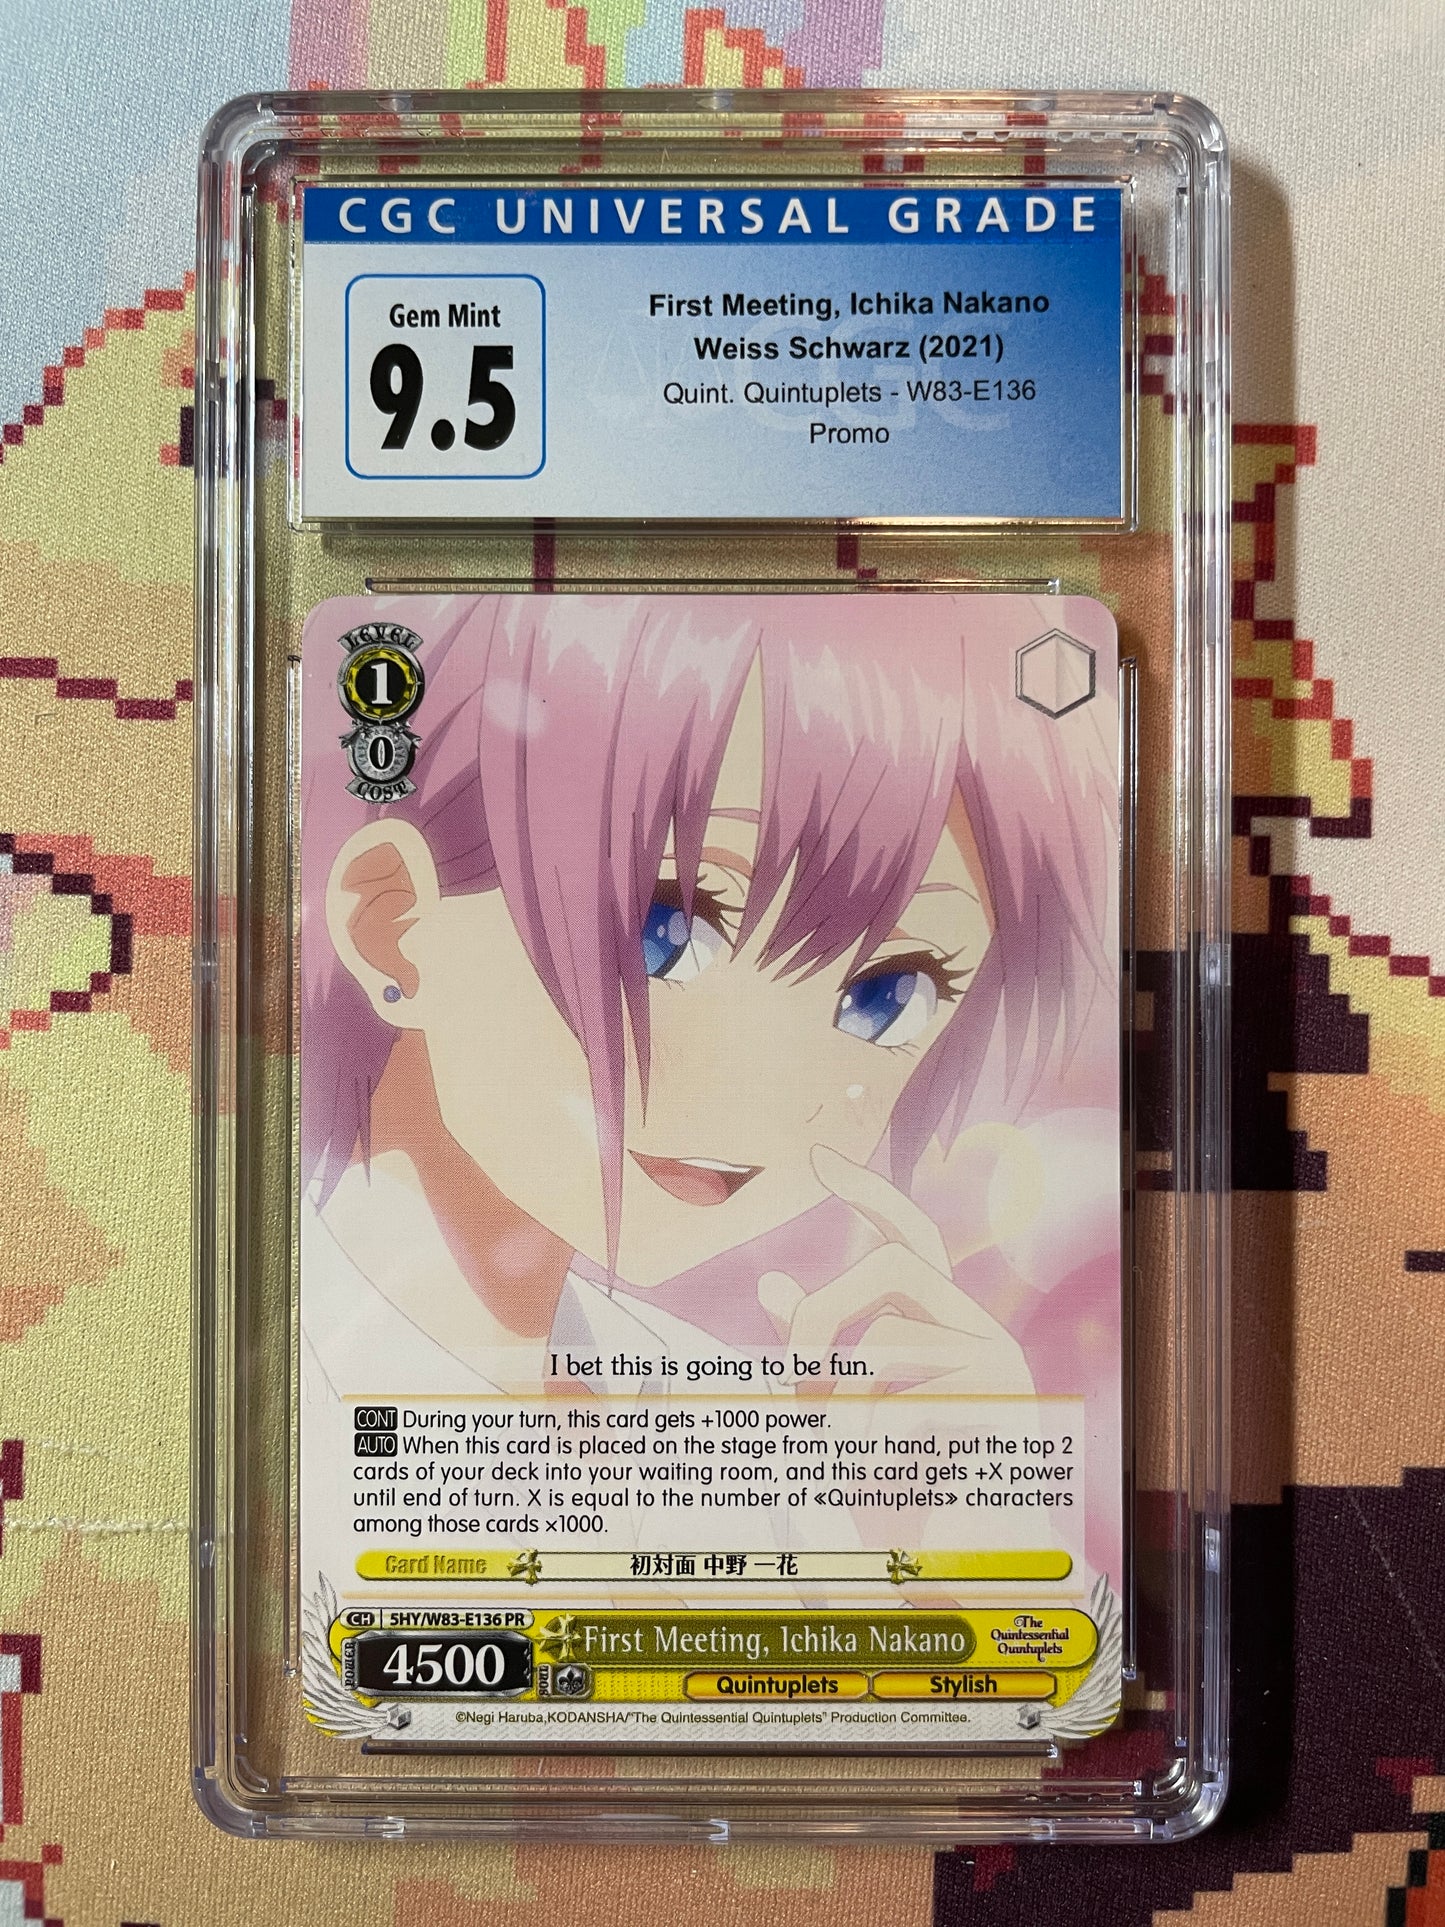 CGC UNIVERSAL GRADE
Gem Mint
9.5
First Meeting, Ichika Nakano
Weiss Schwarz (2021)
Quint. Quintuplets - W83-E136
Promo
CGC
LEVEL
1
0
COST
I bet this is going to be fun.
CONT During your turn, this card gets +1000 power.
AUTO When this card is placed on the stage from your hand, put the top 2
cards of your deck into your waiting room, and this card gets +X power
until end of turn. X is equal to the number of «Quintuplets» characters
among those cards ×1000.
Card Name 初対面 中野 一花
CH 5HY/W83-E136 PR
POWER 4500
SOUL
First Meeting, Ichika Nakano
The
Quintessential
Quintuplets
Quintuplets Stylish
©Negi Haruba,KODANSHA/"The Quintessential Quintuplets" Production Committee.